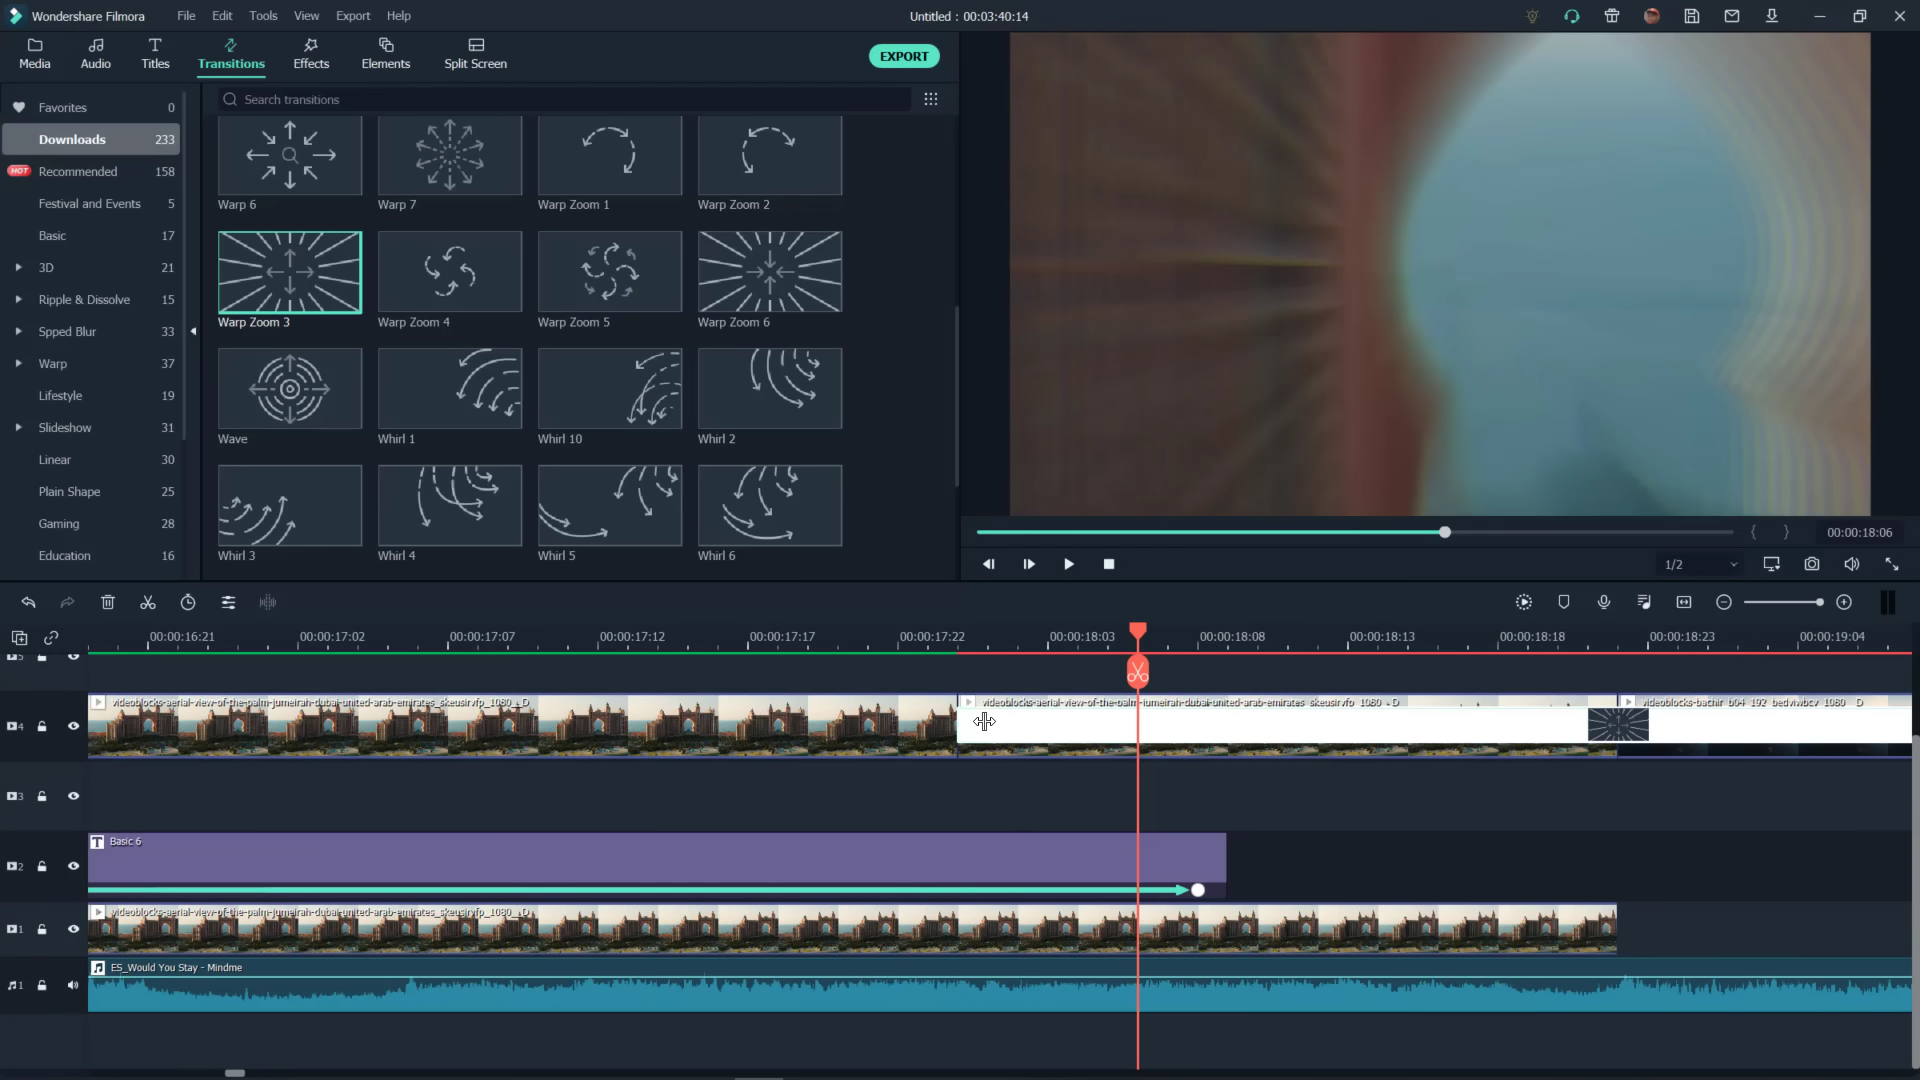 Wondershare Filmora
File
Edit
Tools
View
Export
Help
Untitled : 00:03:40:14
Media
Audio
Titles
Transitions
Effects
Elements
Split Screen
EXPORT
Favorites 0
Downloads 233
HOT Recommended 158
Festival and Events 5
Basic 17
3D 21
Ripple & Dissolve 15
Spped Blur 33
Warp 37
Lifestyle 19
Slideshow 31
Linear 30
Plain Shape 25
Gaming 28
Education 16
Search transitions
Warp 6
Warp 7
Warp Zoom 1
Warp Zoom 2
Warp Zoom 3
Warp Zoom 4
Warp Zoom 5
Warp Zoom 6
Wave
Whirl 1
Whirl 10
Whirl 2
Whirl 3
Whirl 4
Whirl 5
Whirl 6
00:00:18:06
1/2
00:00:16:21
00:00:17:02
00:00:17:07
00:00:17:12
00:00:17:17
00:00:17:22
00:00:18:03
00:00:18:08
00:00:18:13
00:00:18:18
00:00:18:23
00:00:19:04
5
4
videoblocks-aerial-view-of-the-palm-jumeirah-dubai-united-arab-emirates_skeusirvfp_1080__D
videoblocks-aerial-view-of-the-palm-jumeirah-dubai-united-arab-emirates_skeusirvfp_1080__D
3
2
T Basic 6
1
videoblocks-aerial-view-of-the-palm-jumeirah-dubai-united-arab-emirates_skeusirvfp_1080__D
1
ES_Would You Stay - Mindme